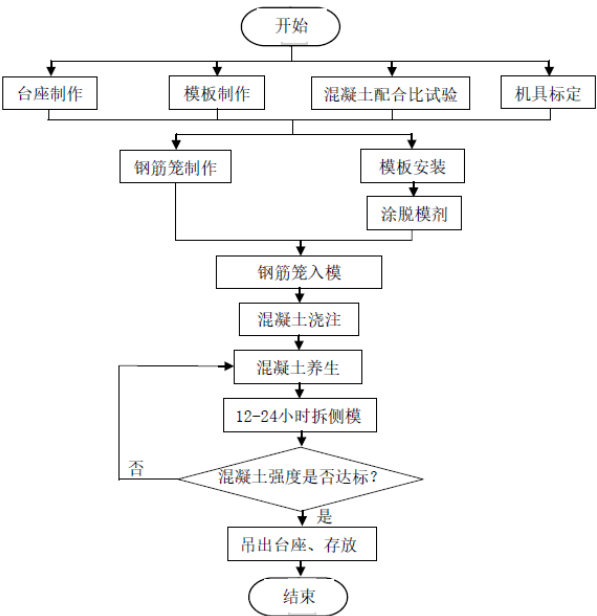 开始
台座制作
模板制作
混凝土配合比试验
机具标定
钢筋笼制作
模板安装
涂脱模剂
钢筋笼入模
混凝土浇注
混凝土养生
12-24小时拆侧模
否
混凝土强度是否达标?
是
吊出台座、存放
结束